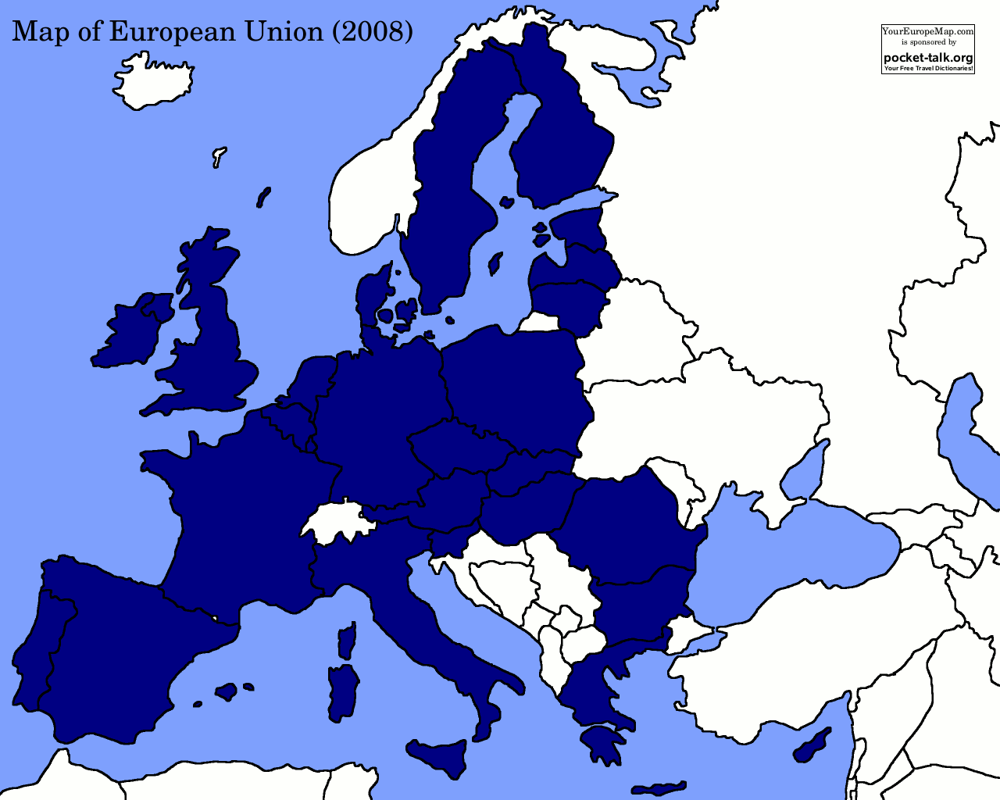 Map of European Union (2008)
YourEuropeMap.com
is sponsored by
pocket-talk.org
Your Free Travel Dictionaries!